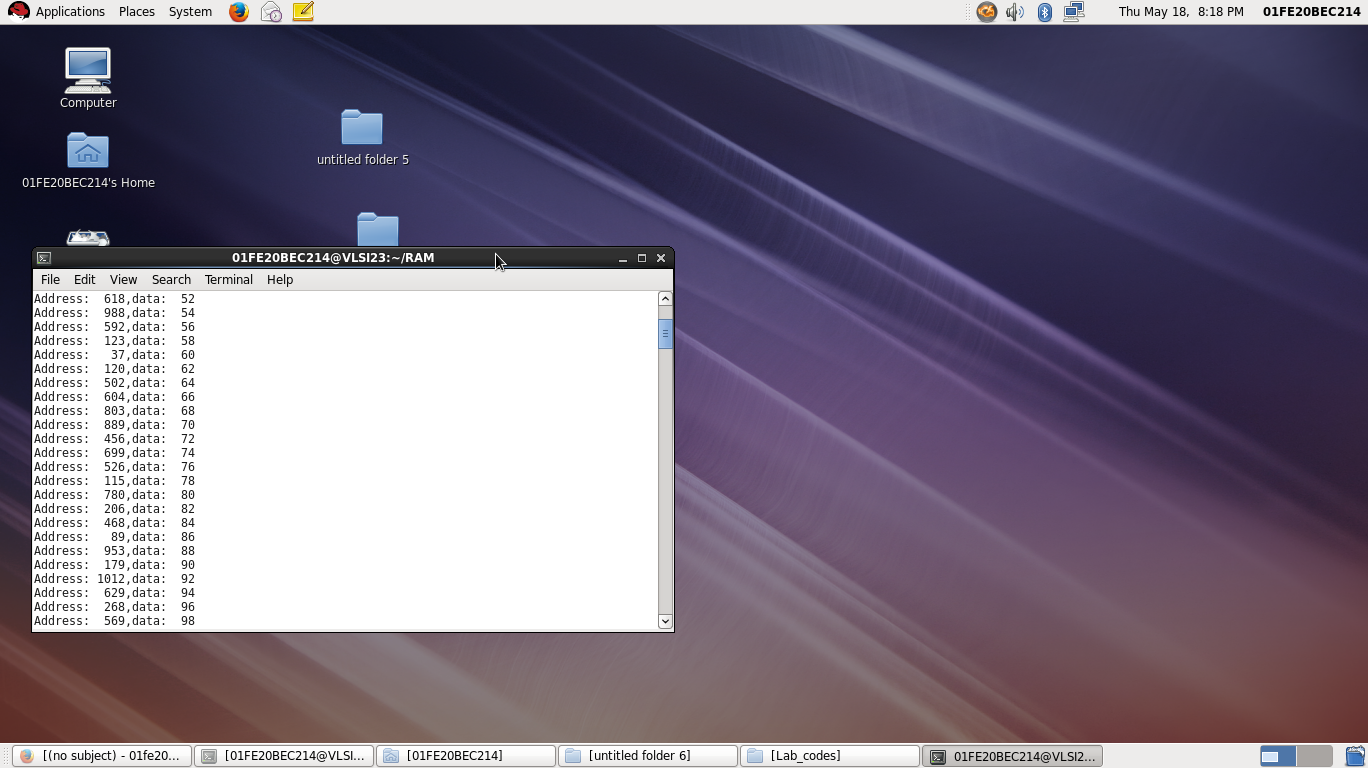 Applications Places System Thu May 18, 8:18 PM 01FE20BEC214
Computer
untitled folder 5
01FE20BEC214's Home
01FE20BEC214@VLSI23:~/RAM
File Edit View Search Terminal Help
Address:  618,data:  52
Address:  988,data:  54
Address:  592,data:  56
Address:  123,data:  58
Address:   37,data:  60
Address:  120,data:  62
Address:  502,data:  64
Address:  604,data:  66
Address:  803,data:  68
Address:  889,data:  70
Address:  456,data:  72
Address:  699,data:  74
Address:  526,data:  76
Address:  115,data:  78
Address:  780,data:  80
Address:  206,data:  82
Address:  468,data:  84
Address:   89,data:  86
Address:  953,data:  88
Address:  179,data:  90
Address: 1012,data:  92
Address:  629,data:  94
Address:  268,data:  96
Address:  569,data:  98
[(no subject) - 01fe20... [01FE20BEC214@VLSI... [01FE20BEC214] [untitled folder 6] [Lab_codes] 01FE20BEC214@VLSI2...